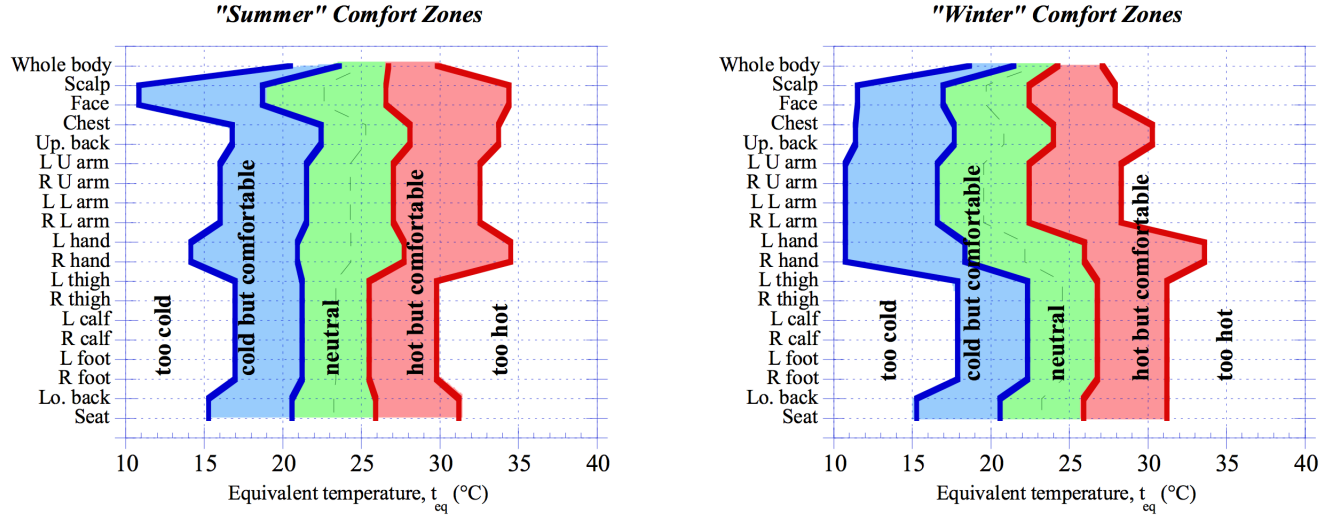 "Summer" Comfort Zones
Whole body
Scalp
Face
Chest
Up. back
L U arm
R U arm
L L arm
R L arm
L hand
R hand
L thigh
R thigh
L calf
R calf
L foot
R foot
Lo. back
Seat
too cold
cold but comfortable
neutral
hot but comfortable
too hot
10 15 20 25 30 35 40
Equivalent temperature, t_eq (°C)
"Winter" Comfort Zones
Whole body
Scalp
Face
Chest
Up. back
L U arm
R U arm
L L arm
R L arm
L hand
R hand
L thigh
R thigh
L calf
R calf
L foot
R foot
Lo. back
Seat
too cold
cold but comfortable
neutral
hot but comfortable
too hot
10 15 20 25 30 35 40
Equivalent temperature, t_eq (°C)